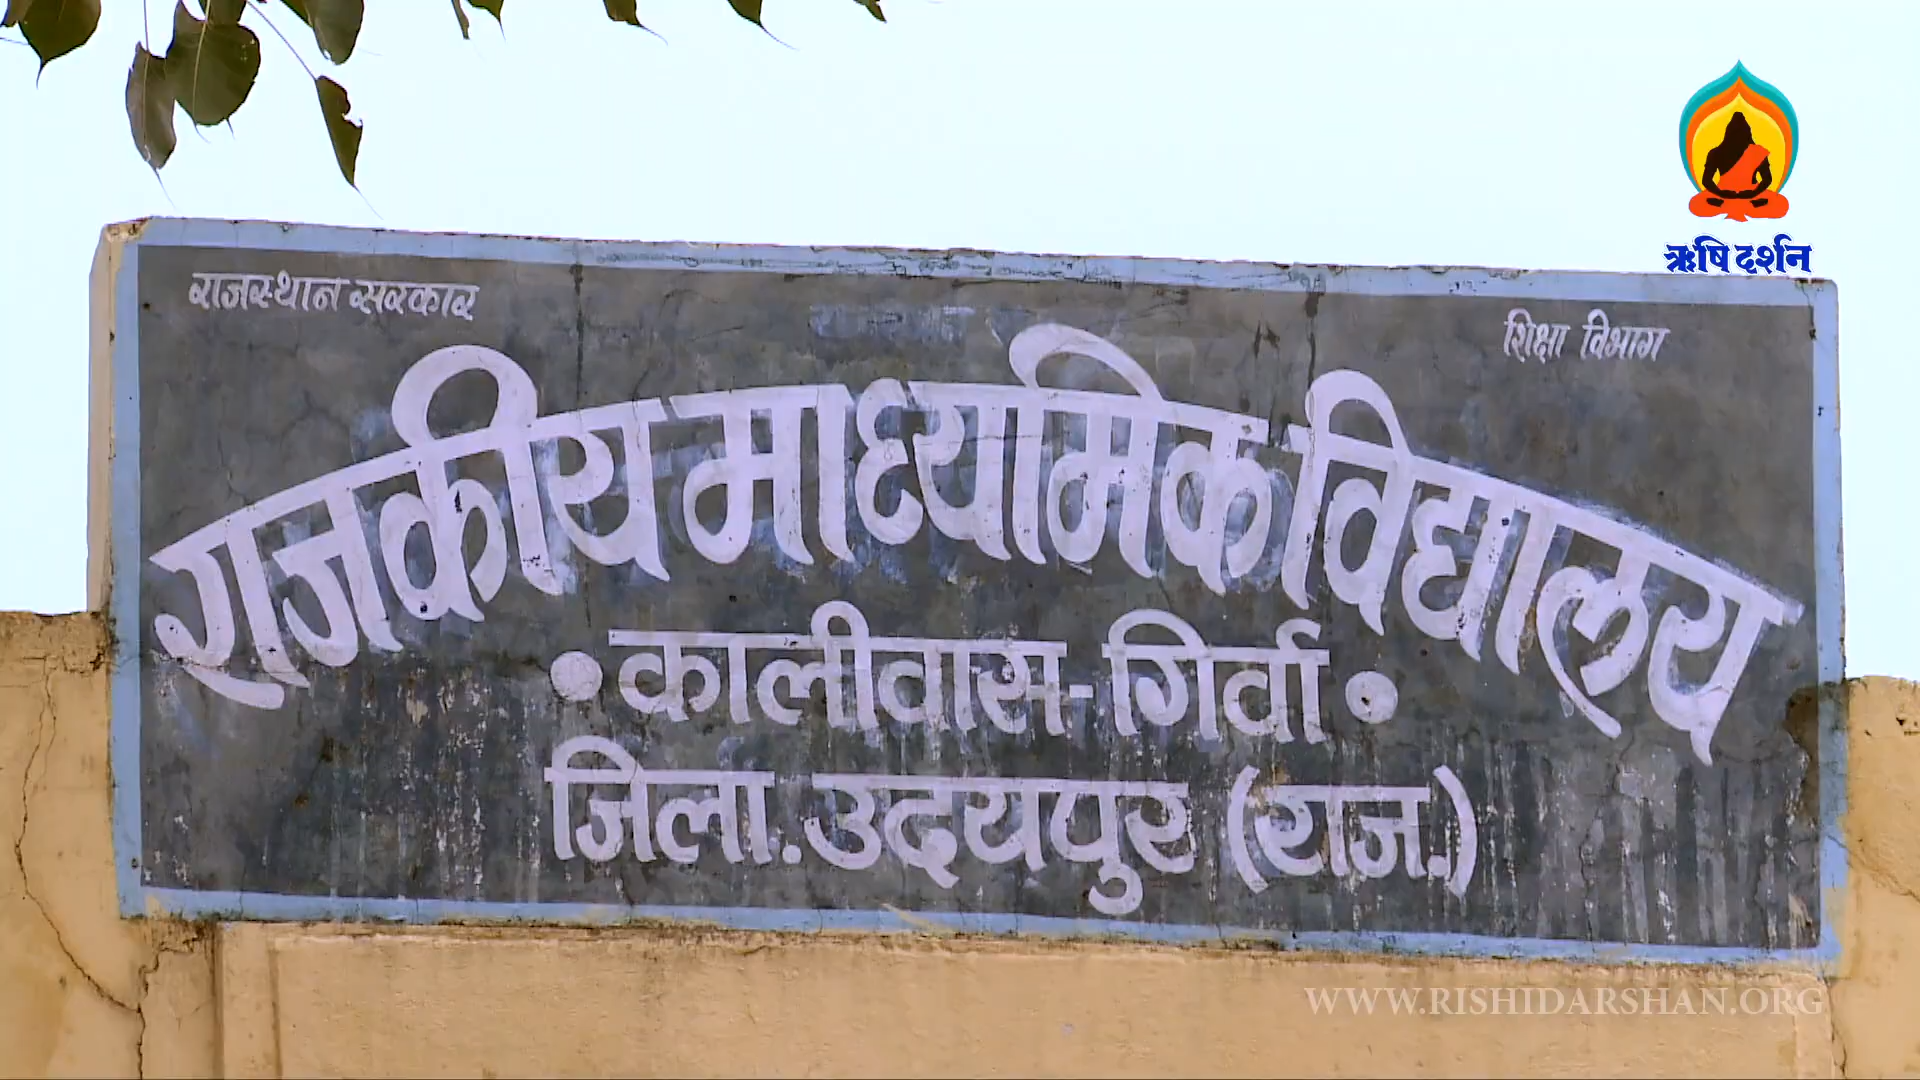 ऋषि दर्शन
राजस्थान सरकार
शिक्षा विभाग
राजकीय माध्यमिक विद्यालय
• कालीवास-गिर्वा •
जिला. उदयपुर (राज.)
WWW.RISHIDARSHAN.ORG